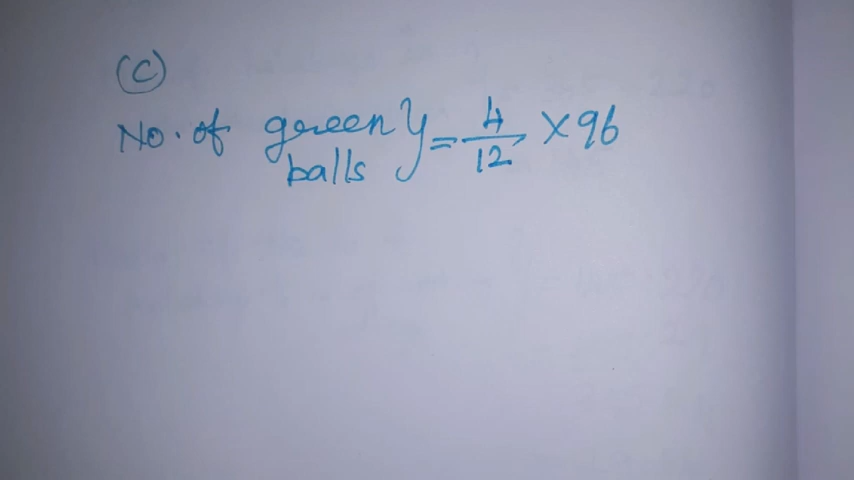 (C)
No. of green balls } = 4/12 × 96